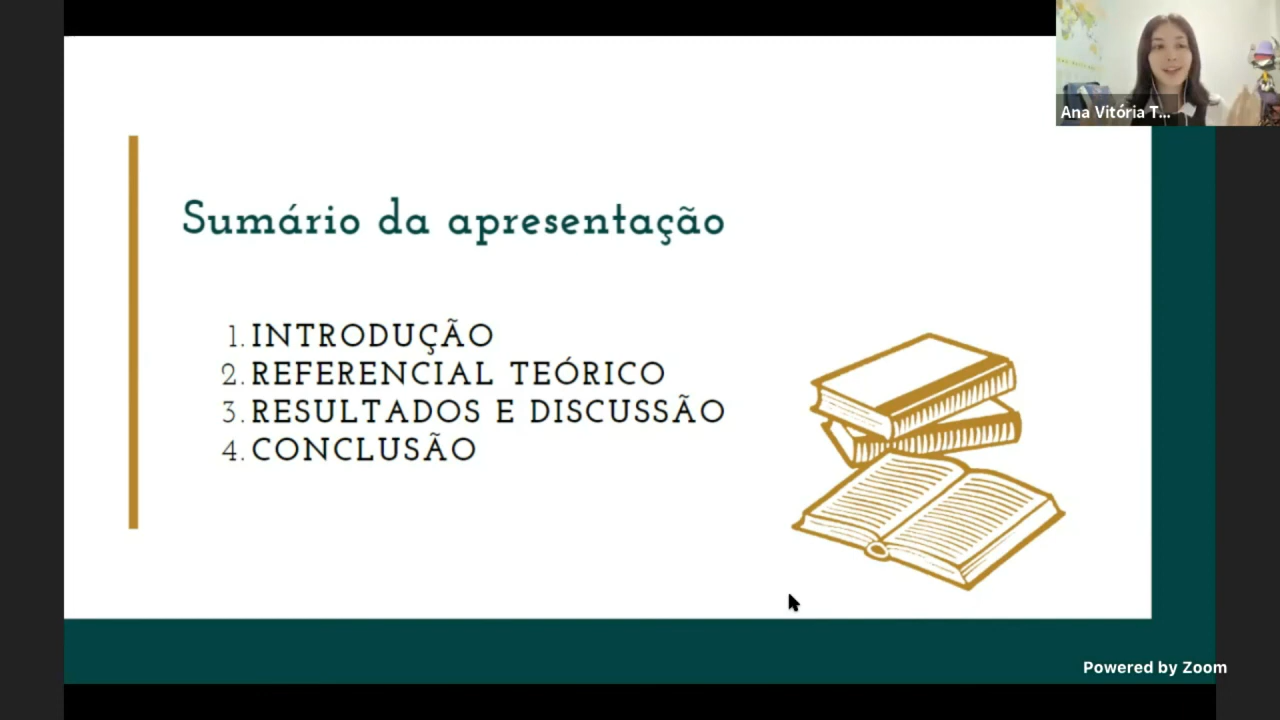 Ana Vitória T...
Sumário da apresentação
1. INTRODUÇÃO
2. REFERENCIAL TEÓRICO
3. RESULTADOS E DISCUSSÃO
4. CONCLUSÃO
Powered by Zoom